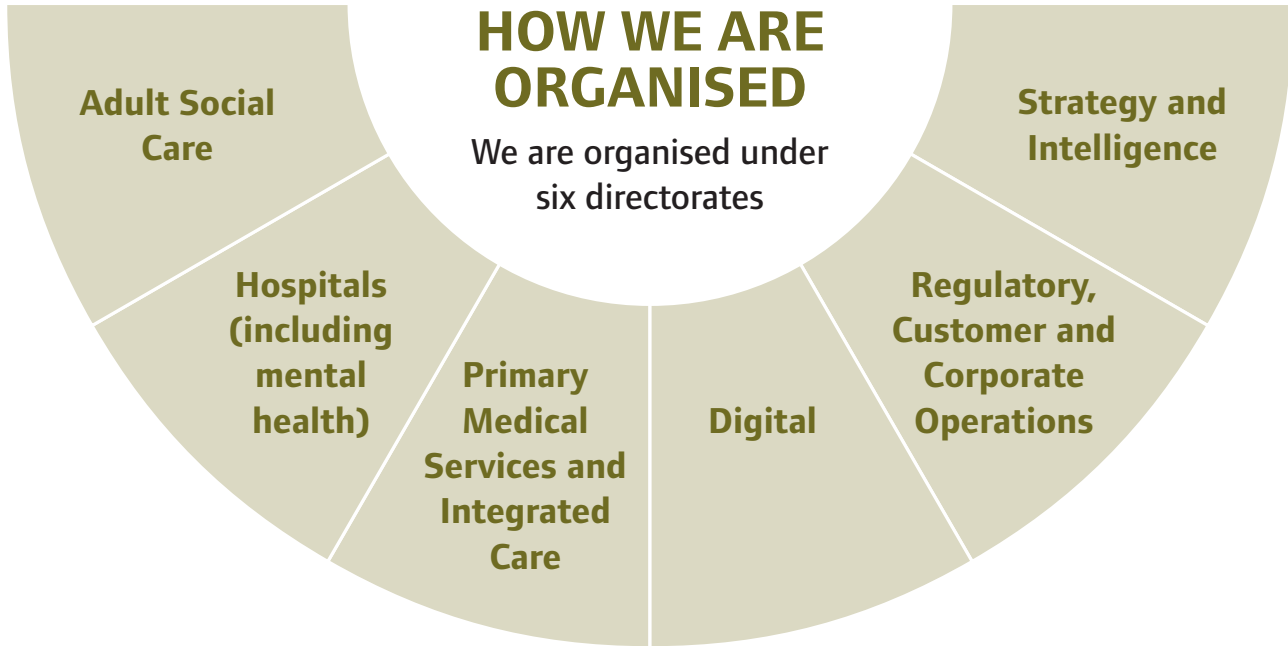 HOW WE ARE
ORGANISED
We are organised under
six directorates
Adult Social
Care
Hospitals
(including
mental
health)
Primary
Medical
Services and
Integrated
Care
Digital
Regulatory,
Customer and
Corporate
Operations
Strategy and
Intelligence